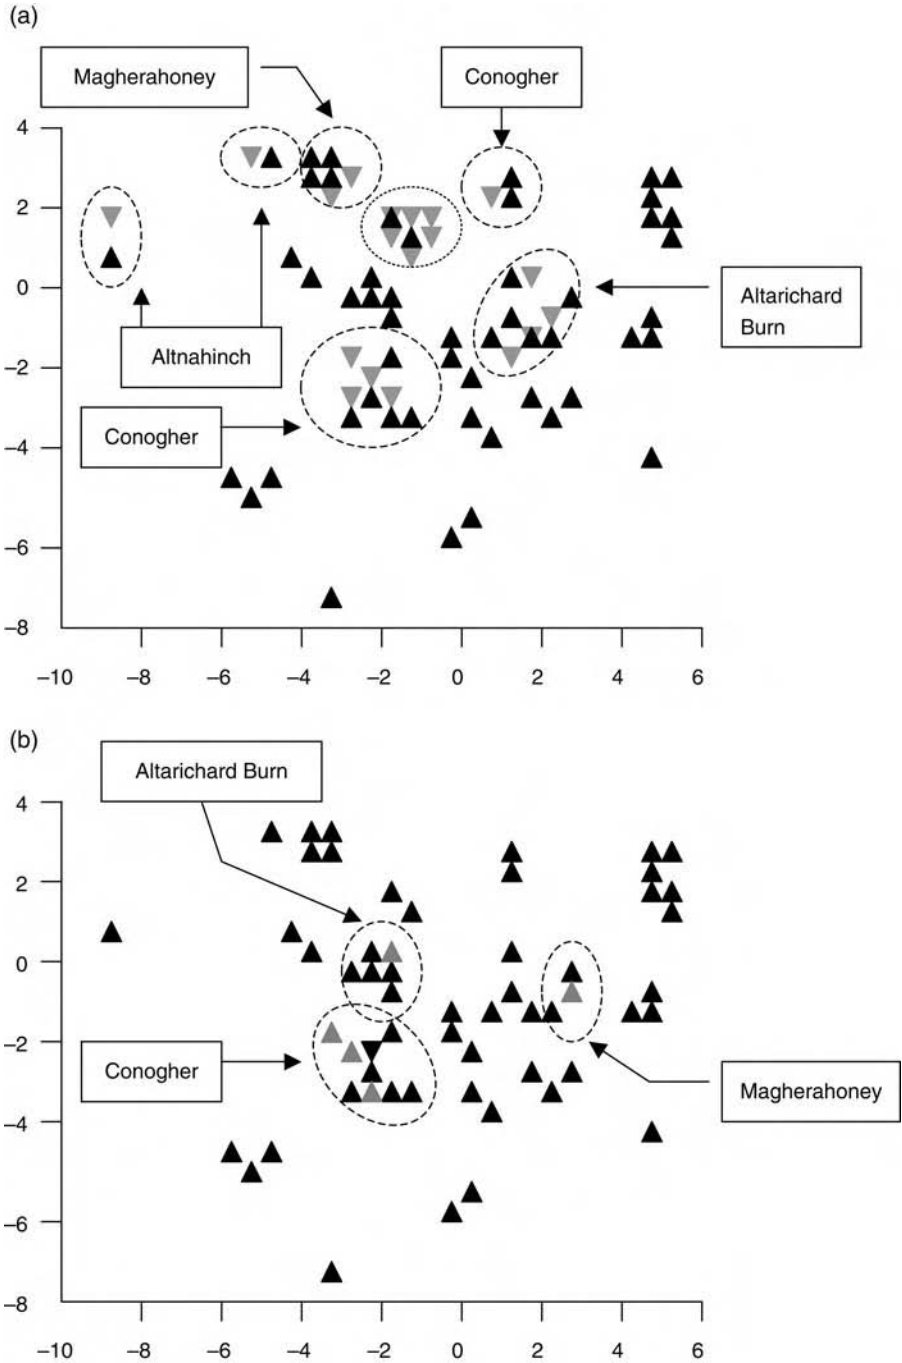 (a)
Magherahoney
Conogher
4
2
0
Altarichard
Burn
Altnahinch
–2
Conogher
–4
–6
–8
–10 –8 –6 –4 –2 0 2 4 6
(b)
Altarichard Burn
4
2
0
–2
Conogher
Magherahoney
–4
–6
–8
–10 –8 –6 –4 –2 0 2 4 6